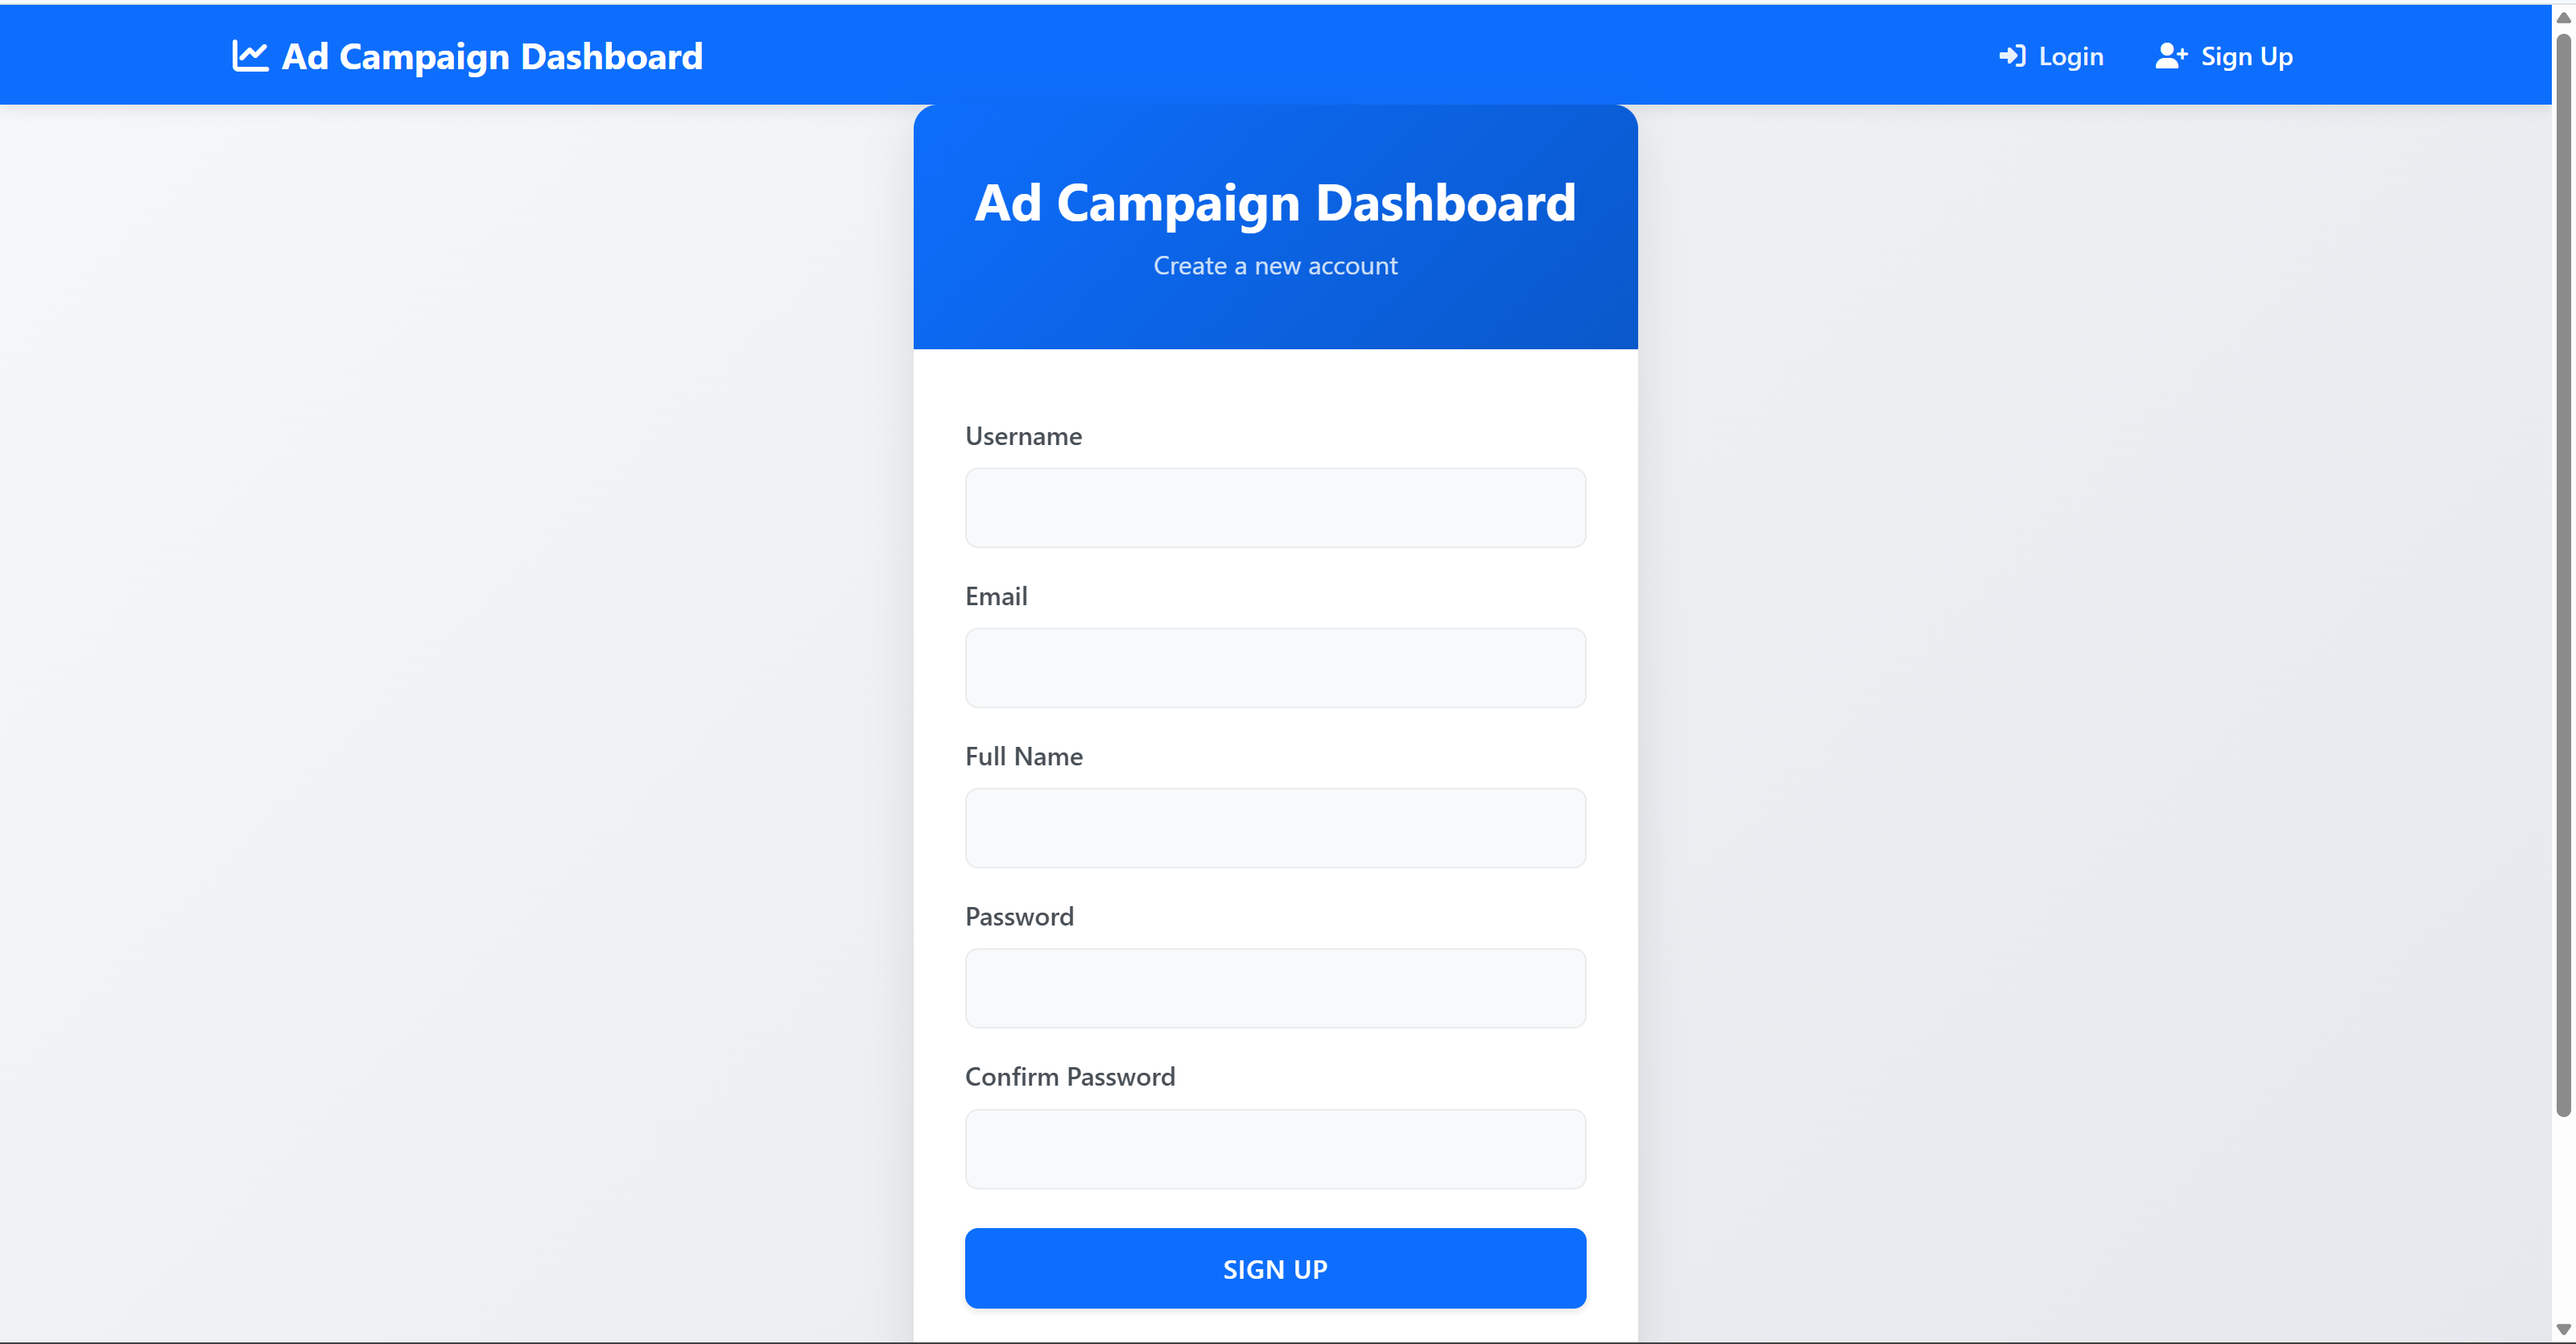 Ad Campaign Dashboard
Login
Sign Up
Ad Campaign Dashboard
Create a new account
Username
Email
Full Name
Password
Confirm Password
SIGN UP